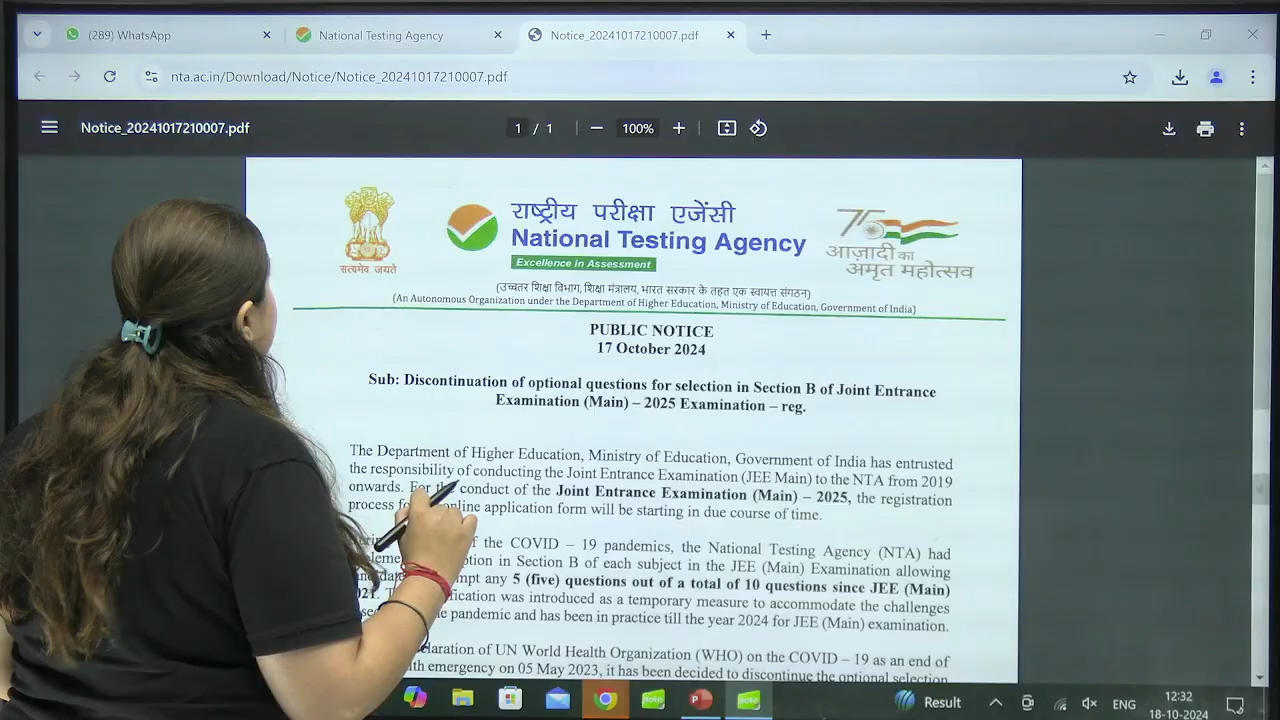 (289) WhatsApp
National Testing Agency
Notice_20241017210007.pdf
nta.ac.in/Download/Notice/Notice_20241017210007.pdf
Notice_20241017210007.pdf
1 / 1
100%
सत्यमेव जयते
राष्ट्रीय परीक्षा एजेंसी
National Testing Agency
Excellence in Assessment
75
आज़ादी का
अमृत महोत्सव
(उच्चतर शिक्षा विभाग, शिक्षा मंत्रालय, भारत सरकार के तहत एक स्वायत्त संगठन)
(An Autonomous Organization under the Department of Higher Education, Ministry of Education, Government of India)
PUBLIC NOTICE
17 October 2024
Sub: Discontinuation of optional questions for selection in Section B of Joint Entrance
Examination (Main) – 2025 Examination – reg.
The Department of Higher Education, Ministry of Education, Government of India has entrusted
the responsibility of conducting the Joint Entrance Examination (JEE Main) to the NTA from 2019
onwards. For the conduct of the Joint Entrance Examination (Main) – 2025, the registration
process online application form will be starting in due course of time.
the COVID – 19 pandemics, the National Testing Agency (NTA) had
in Section B of each subject in the JEE (Main) Examination allowing
any 5 (five) questions out of a total of 10 questions since JEE (Main)
was introduced as a temporary measure to accommodate the challenges
pandemic and has been in practice till the year 2024 for JEE (Main) examination.
of UN World Health Organization (WHO) on the COVID – 19 as an end of
emergency on 05 May 2023, it has been decided to discontinue the optional selection
Result
ENG
12:32
18-10-2024